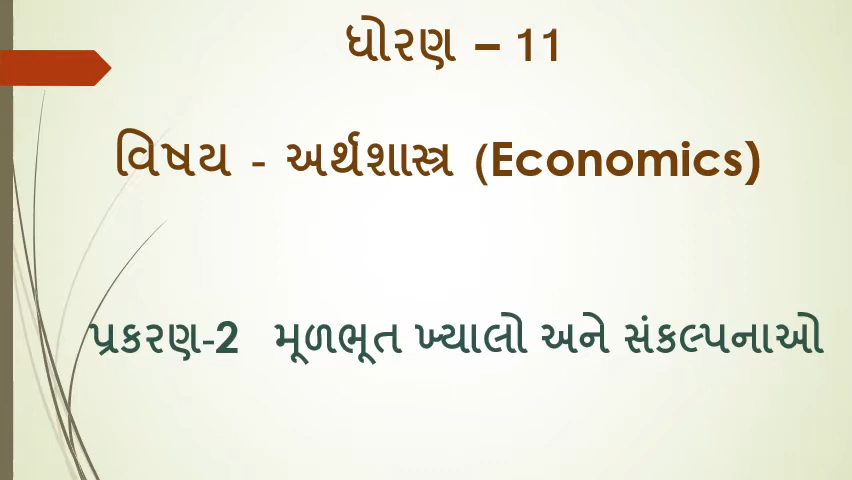 ધોરણ – 11
વિષય - અર્થશાસ્ત્ર (Economics)
પ્રકરણ-2 મૂળભૂત ખ્યાલો અને સંકલ્પનાઓ